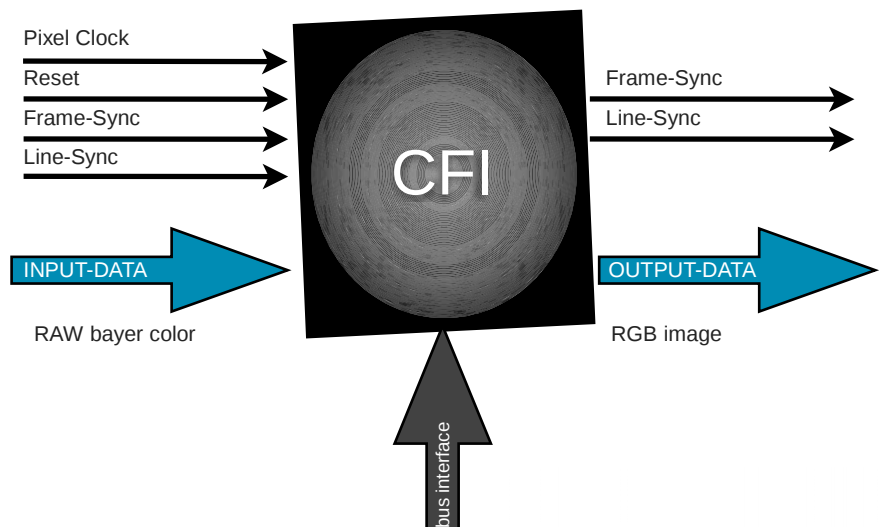 Pixel Clock
Reset
Frame-Sync
Line-Sync
INPUT-DATA
RAW bayer color
CFI
Frame-Sync
Line-Sync
OUTPUT-DATA
RGB image
bus interface